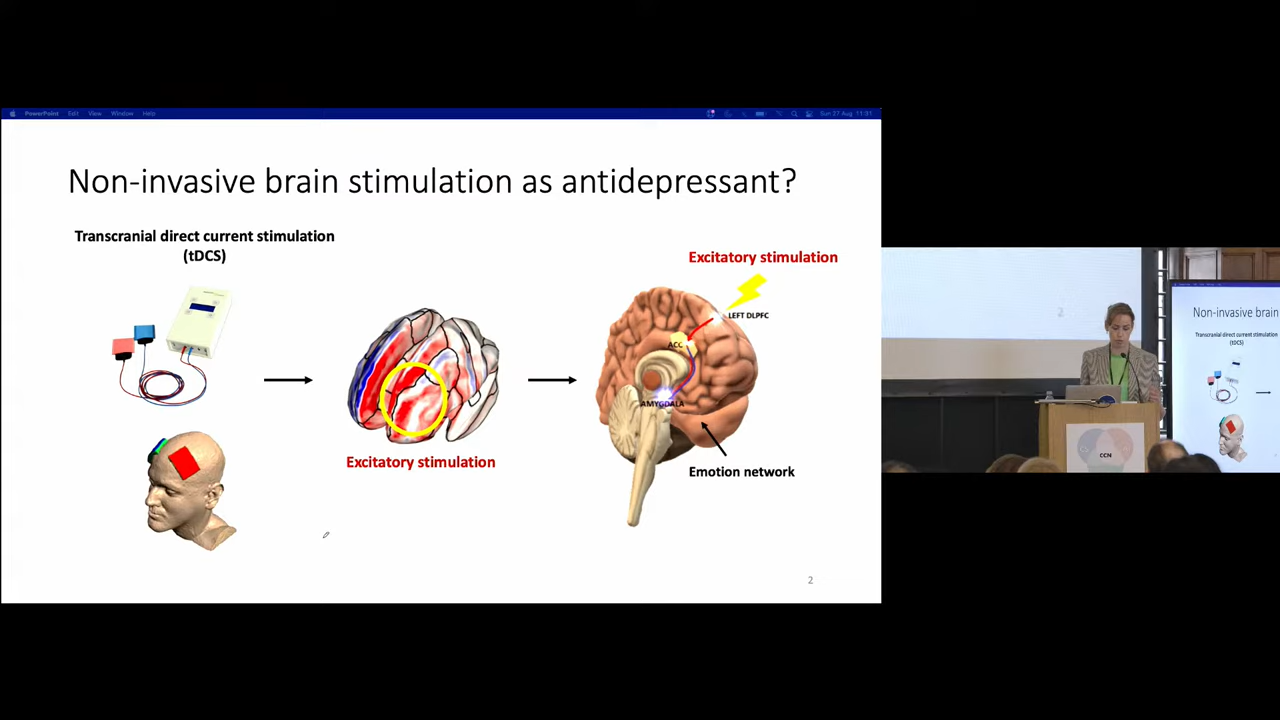 PowerPoint Edit View Window Help
Sun 27 Aug 11:31
Non-invasive brain stimulation as antidepressant?
Transcranial direct current stimulation
(tDCS)
Excitatory stimulation
LEFT DLPFC
ACC
AMYGDALA
Excitatory stimulation
Emotion network
2
2
Non-invasive brain
Transcranial direct current stimulation
(tDCS)
CCN